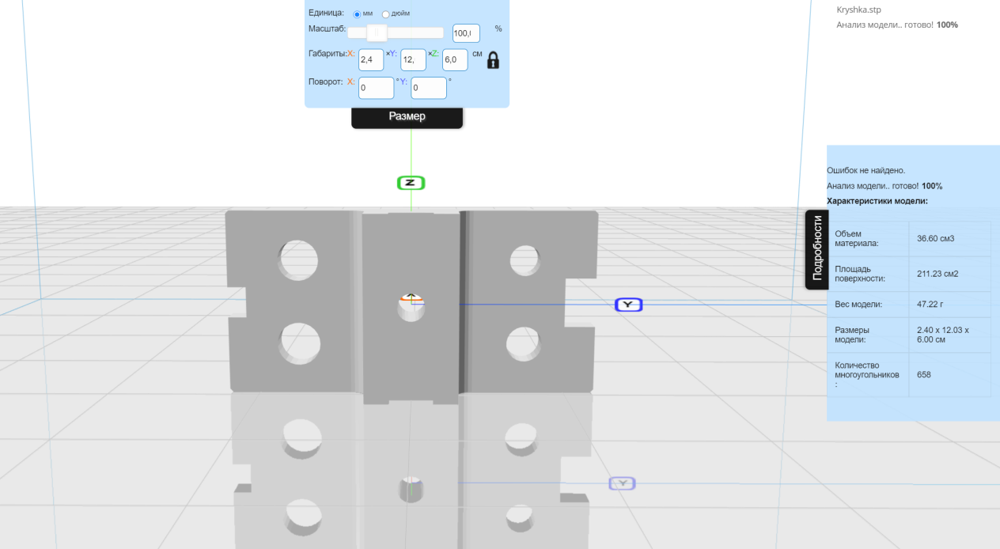 Единица: мм дюйм
Масштаб: 100,( %
Габариты: X: 2,4 × Y: 12, × Z: 6,0 см
Поворот: X: 0 ° Y: 0 °
Размер
Kryshka.stp
Анализ модели.. готово! 100%
Z
X
Y
Y
Подробности
Ошибок не найдено.
Анализ модели.. готово! 100%
Характеристики модели:
Объем
материала: 36.60 см3
Площадь
поверхности: 211.23 см2
Вес модели: 47.22 г
Размеры
модели: 2.40 x 12.03 x
6.00 см
Количество
многоугольников
: 658